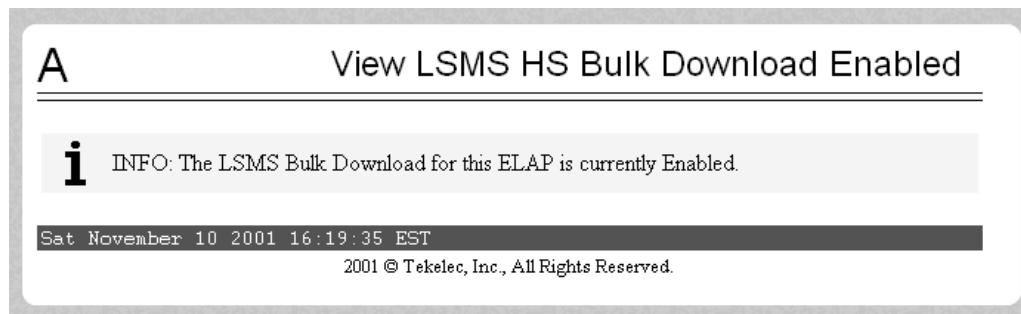 A View LSMS HS Bulk Download Enabled
i INFO: The LSMS Bulk Download for this ELAP is currently Enabled.
Sat November 10 2001 16:19:35 EST
2001 © Tekelec, Inc., All Rights Reserved.